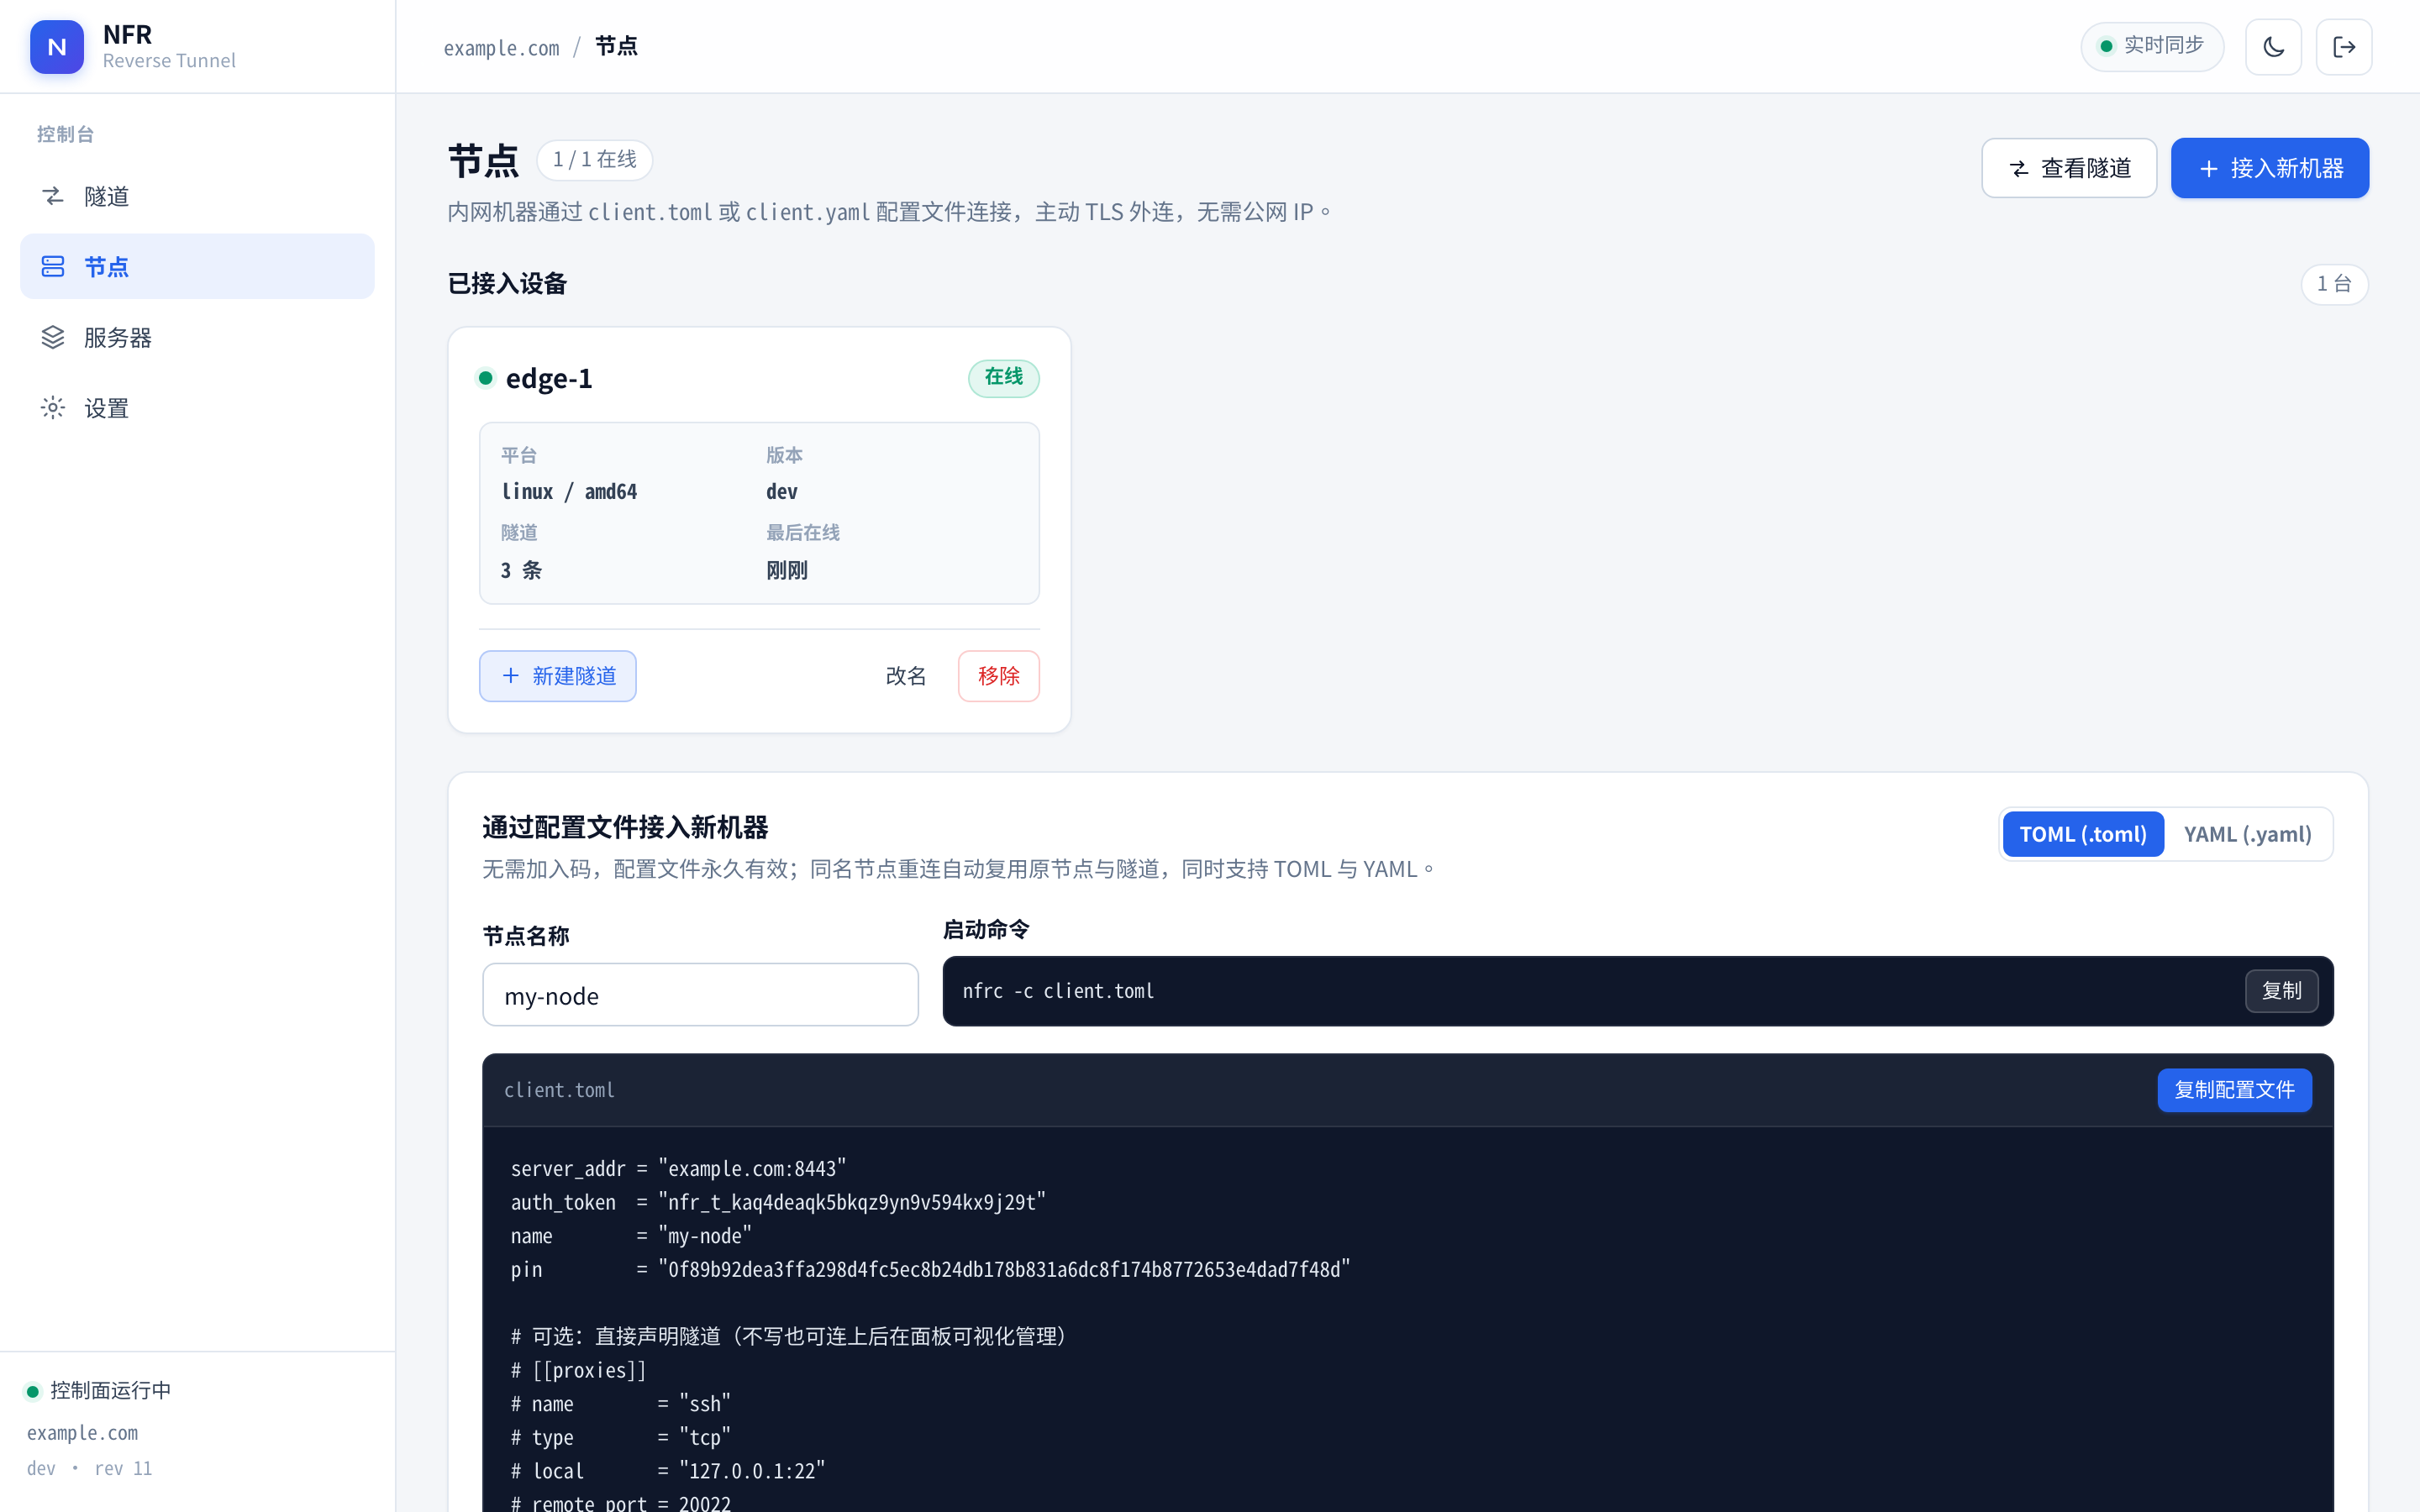 N
NFR
Reverse Tunnel
控制台
隧道
节点
服务器
设置
控制面运行中
example.com
dev • rev 11
example.com / 节点
实时同步
节点
1 / 1 在线
内网机器通过 client.toml 或 client.yaml 配置文件连接，主动 TLS 外连，无需公网 IP。
查看隧道
+ 接入新机器
已接入设备
1 台
edge-1
在线
平台
版本
linux / amd64
dev
隧道
最后在线
3 条
刚刚
+ 新建隧道
改名
移除
通过配置文件接入新机器
无需加入码，配置文件永久有效；同名节点重连自动复用原节点与隧道，同时支持 TOML 与 YAML。
TOML (.toml)
YAML (.yaml)
节点名称
my-node
启动命令
nfrc -c client.toml
复制
client.toml
复制配置文件
server_addr = "example.com:8443"
auth_token  = "nfr_t_kaq4deaqk5bkqz9yn9v594kx9j29t"
name        = "my-node"
pin         = "0f89b92dea3ffa298d4fc5ec8b24db178b831a6dc8f174b8772653e4dad7f48d"
# 可选：直接声明隧道（不写也可连上后在面板可视化管理）
# [[proxies]]
# name        = "ssh"
# type        = "tcp"
# local       = "127.0.0.1:22"
# remote_port = 20022